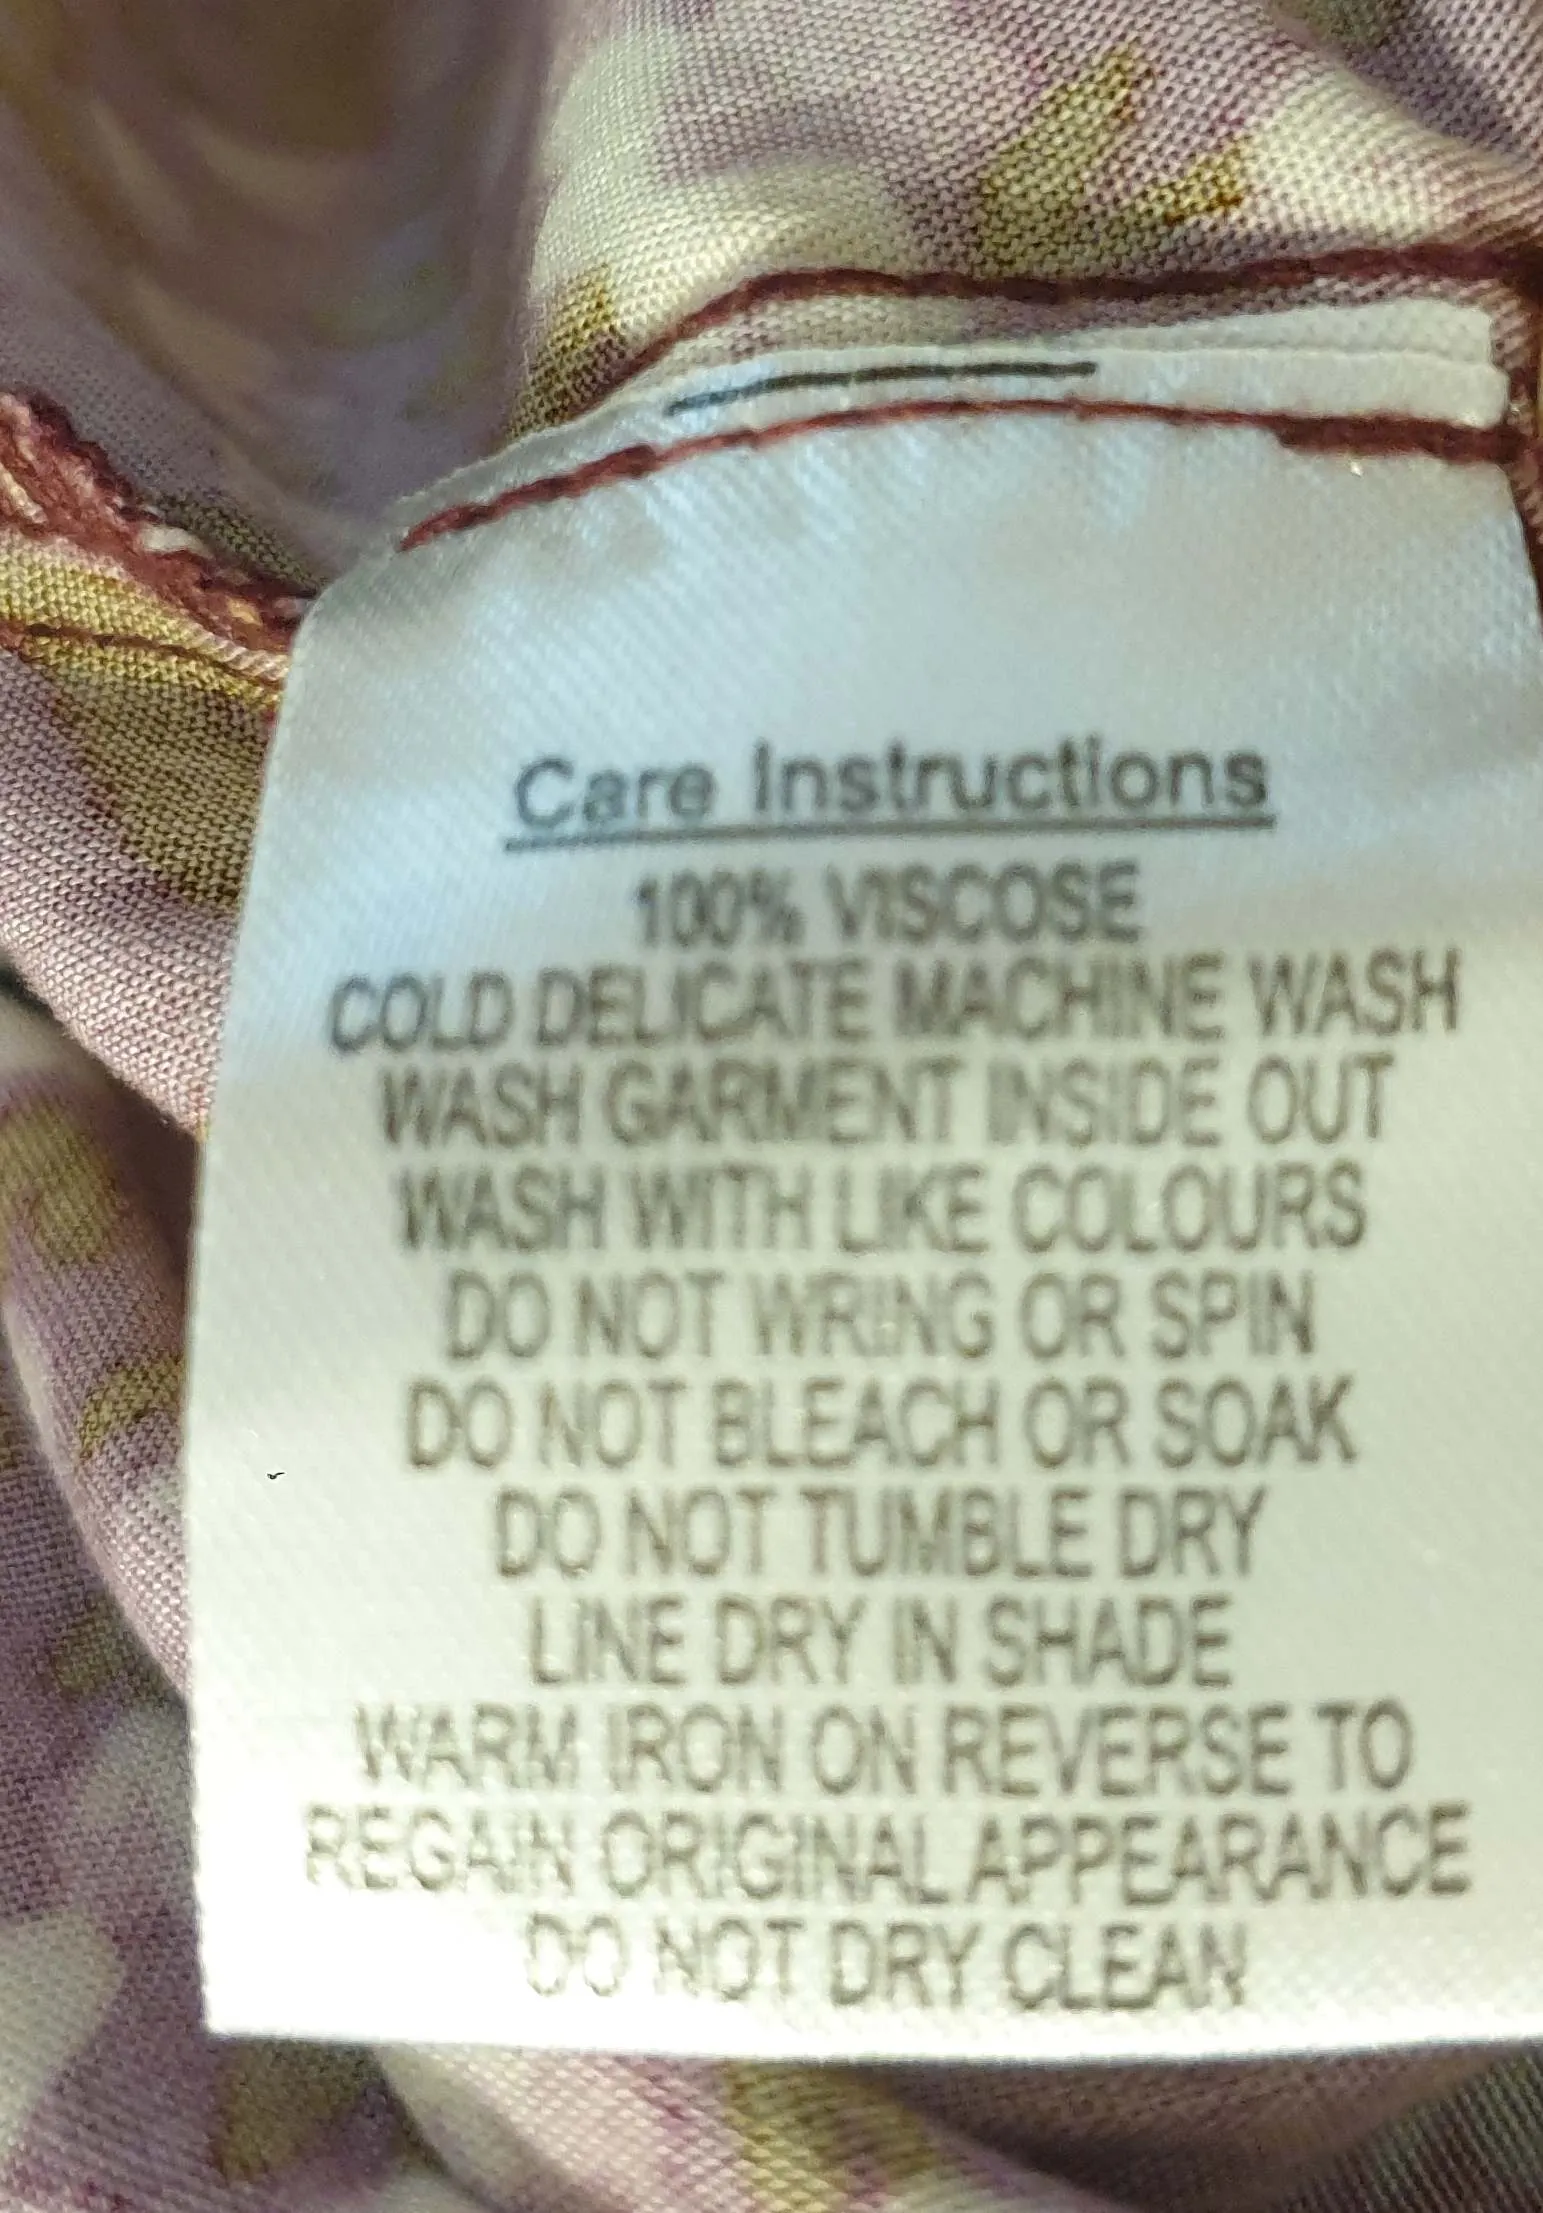 Care Instructions
100% VISCOSE
COLD DELICATE MACHINE WASH
WASH GARMENT INSIDE OUT
WASH WITH LIKE COLOURS
DO NOT WRING OR SPIN
DO NOT BLEACH OR SOAK
DO NOT TUMBLE DRY
LINE DRY IN SHADE
WARM IRON ON REVERSE TO
REGAIN ORIGINAL APPEARANCE
DO NOT DRY CLEAN